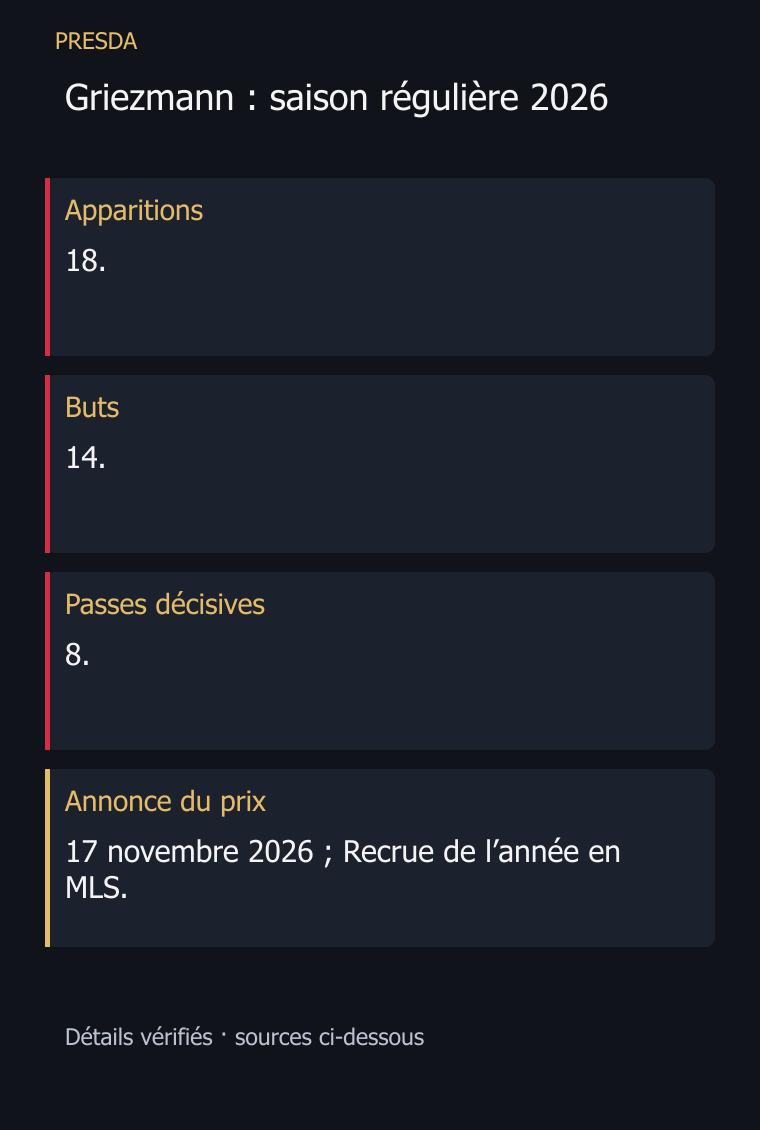 PRESDA
Griezmann : saison régulière 2026
Apparitions
18.
Buts
14.
Passes décisives
8.
Annonce du prix
17 novembre 2026 ; Recrue de l’année en
MLS.
Détails vérifiés · sources ci-dessous